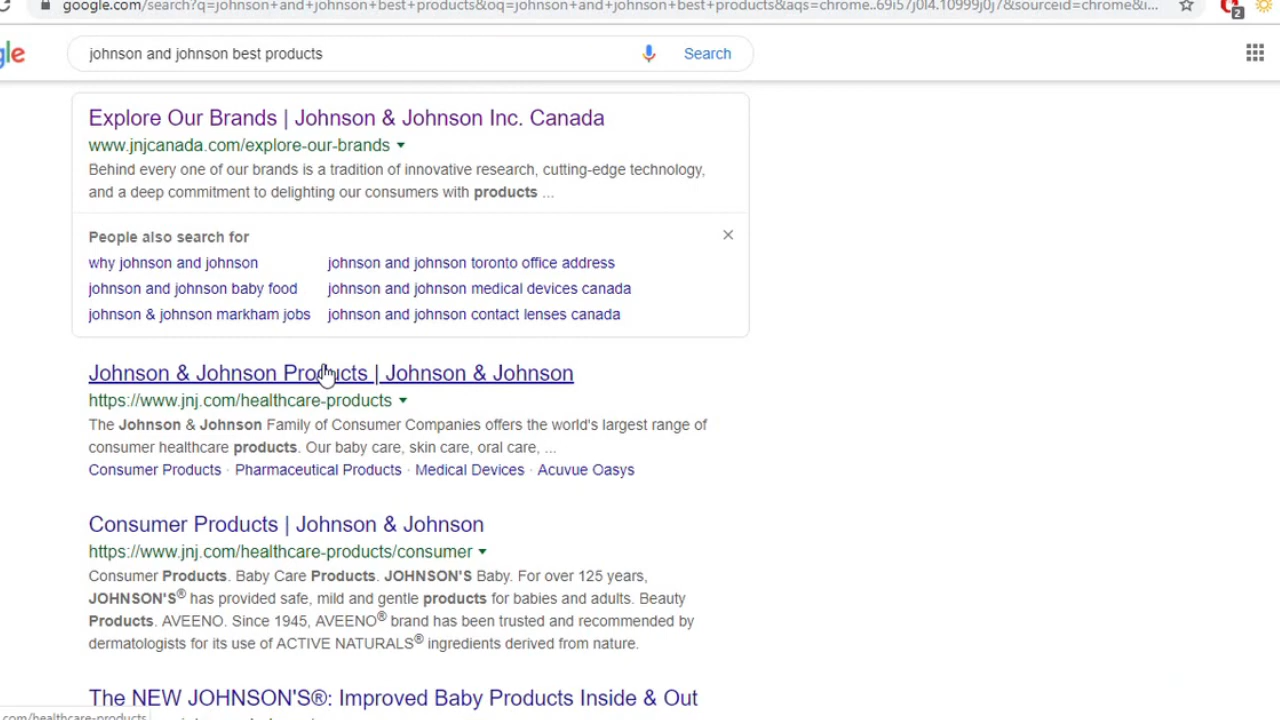 google.com/search?q=johnson+and+johnson+best+products&oq=johnson+and+johnson+best+products&aqs=chrome..69i57j0l4.10999j0j7&sourceid=chrome&i...
2
gle
johnson and johnson best products
Search
Explore Our Brands | Johnson & Johnson Inc. Canada
www.jnjcanada.com/explore-our-brands
Behind every one of our brands is a tradition of innovative research, cutting-edge technology,
and a deep commitment to delighting our consumers with products ...
People also search for
why johnson and johnson
johnson and johnson toronto office address
johnson and johnson baby food
johnson and johnson medical devices canada
johnson & johnson markham jobs
johnson and johnson contact lenses canada
Johnson & Johnson Products | Johnson & Johnson
https://www.jnj.com/healthcare-products
The Johnson & Johnson Family of Consumer Companies offers the world's largest range of
consumer healthcare products. Our baby care, skin care, oral care, ...
Consumer Products · Pharmaceutical Products · Medical Devices · Acuvue Oasys
Consumer Products | Johnson & Johnson
https://www.jnj.com/healthcare-products/consumer
Consumer Products. Baby Care Products. JOHNSON'S Baby. For over 125 years,
JOHNSON'S® has provided safe, mild and gentle products for babies and adults. Beauty
Products. AVEENO. Since 1945, AVEENO® brand has been trusted and recommended by
dermatologists for its use of ACTIVE NATURALS® ingredients derived from nature.
The NEW JOHNSON'S®: Improved Baby Products Inside & Out
.com/healthcare-products